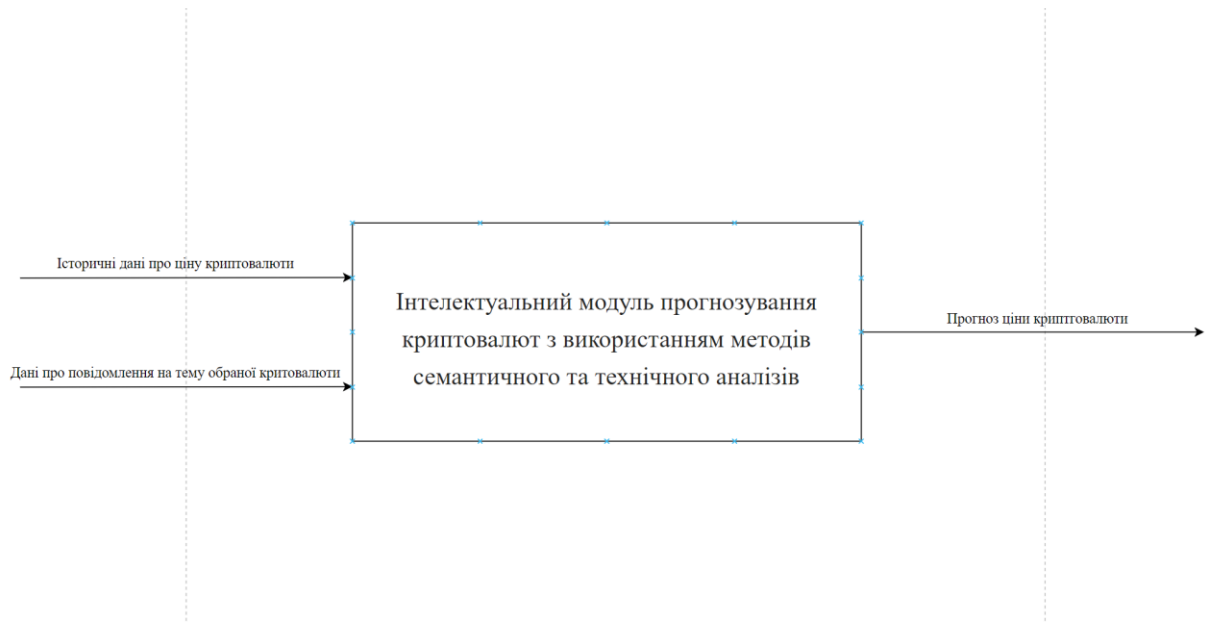 Історичні дані про ціну криптовалюти
Інтелектуальний модуль прогнозування
криптовалют з використанням методів
семантичного та технічного аналізів
Дані про повідомлення на тему обраної критовалюти
Прогноз ціни криптговалюти